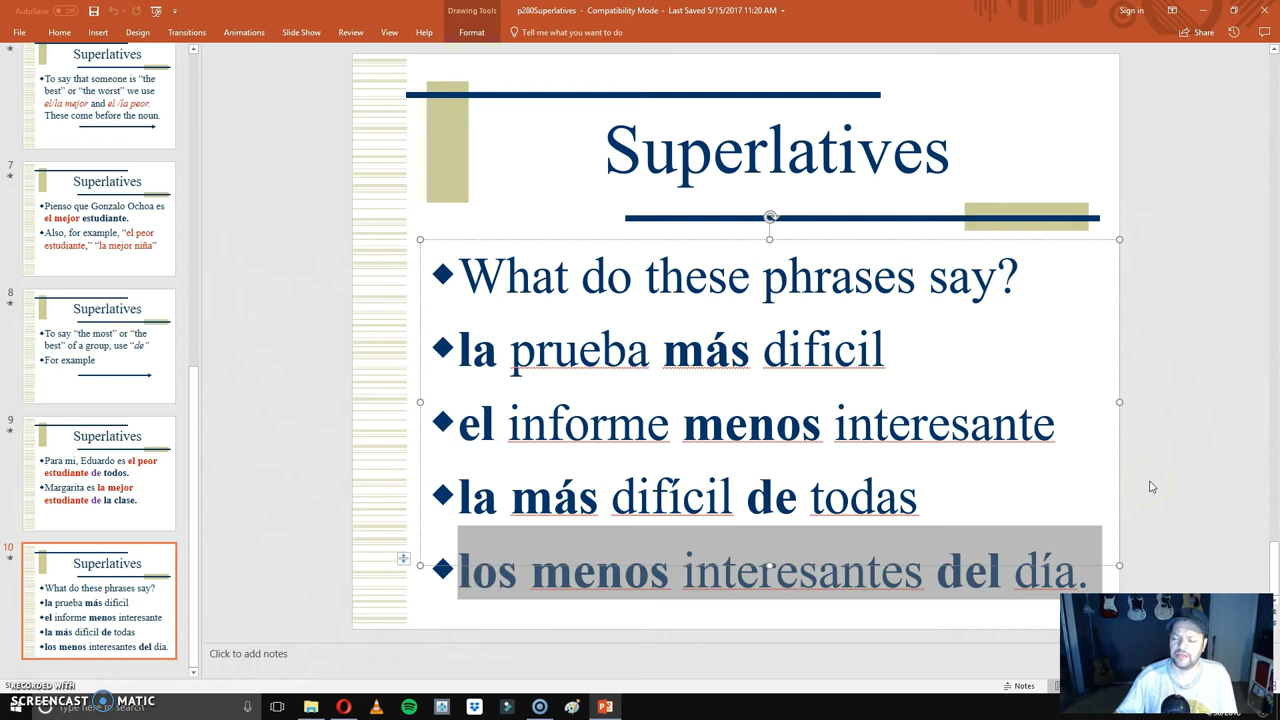 AutoSave Off
p280Superlatives - Compatibility Mode - Last Saved 5/15/2017 11:20 AM
Drawing Tools
Sign in
File Home Insert Draw Design Transitions Animations Slide Show Review View Help Format Tell me what you want to do Share
Superlatives
To say that someone is “the
best” or “the worst” we use
el/la mejor and el /la peor.
These come before the noun.
7
Superlatives
Pienso que Gonzalo Ochoa es
el mejor estudiante.
Also, for example, “el peor
estudiante,” “la mejor niña”
8
Superlatives
To say “the most” or “the
best” of a group, use “de”
For example
9
Superlatives
Para mi, Eduardo es el peor
estudiante de todos.
Margarita es la mejor
estudiante de la clase.
10
Superlatives
What do these phrases say?
la prueba más dificil
el informe menos interesante
la más difícil de todas
los menos interesantes del día.
Superlatives
What do these phrases say?
la prueba más dificil
el informe menos interesante
la más difícil de todas
los menos interesantes del día.
Click to add notes
Notes
RECORDED WITH
SCREENCAST MATIC